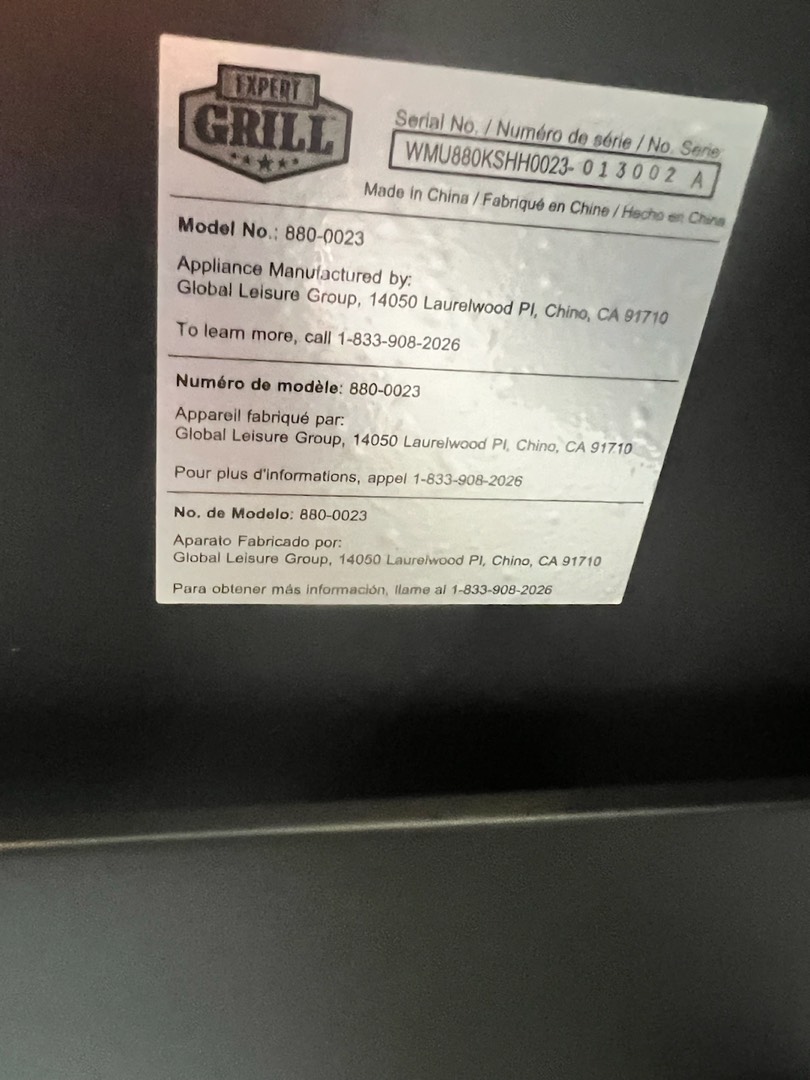 EXPERT
GRILL
Serial No. / Numéro de série / No. Serie
WMU880KSHH0023- 013002 A
Made in China / Fabriqué en Chine / Hecho en China
Model No.: 880-0023
Appliance Manufactured by:
Global Leisure Group, 14050 Laurelwood Pl, Chino, CA 91710
To learn more, call 1-833-908-2026
Numéro de modèle: 880-0023
Appareil fabriqué par:
Global Leisure Group, 14050 Laurelwood Pl, Chino, CA 91710
Pour plus d'informations, appel 1-833-908-2026
No. de Modelo: 880-0023
Aparato Fabricado por:
Global Leisure Group, 14050 Laurelwood Pl, Chino, CA 91710
Para obtener más información, llame al 1-833-908-2026